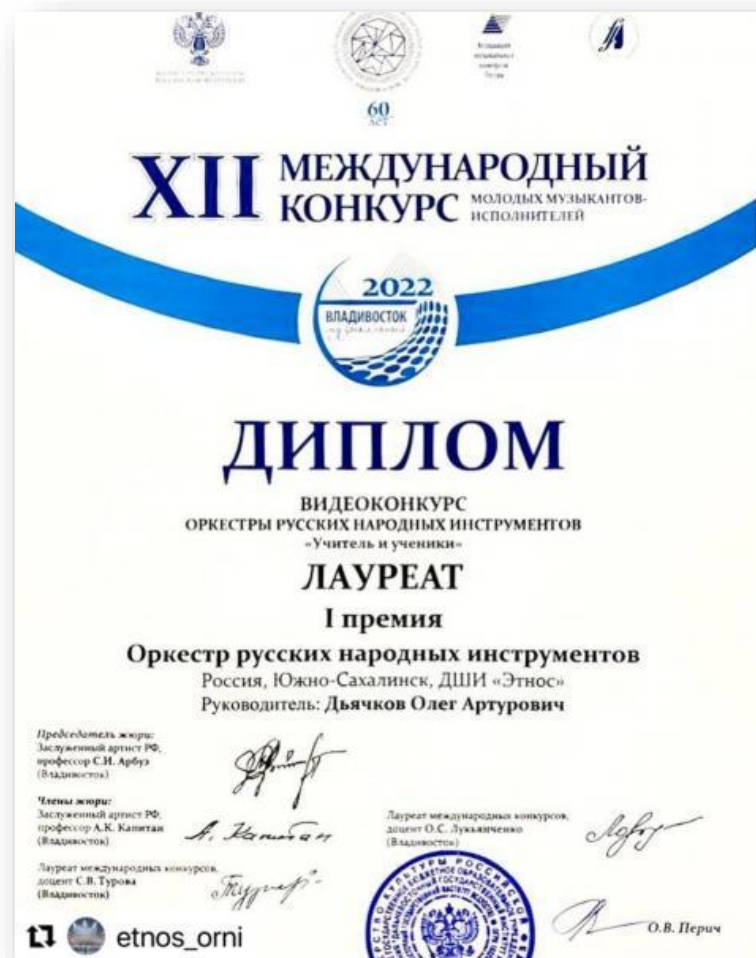 60
ЛЕТ
XII МЕЖДУНАРОДНЫЙ
КОНКУРС МОЛОДЫХ МУЗЫКАНТОВ-
ИСПОЛНИТЕЛЕЙ
2022
ВЛАДИВОСТОК
музыкальный
ДИПЛОМ
ВИДЕОКОНКУРС
ОРКЕСТРЫ РУССКИХ НАРОДНЫХ ИНСТРУМЕНТОВ
«Учитель и ученики»
ЛАУРЕАТ
I премия
Оркестр русских народных инструментов
Россия, Южно-Сахалинск, ДШИ «Этнос»
Руководитель: Дьячков Олег Артурович
Председатель жюри:
Заслуженный артист РФ,
профессор С.И. Арбуз
(Владивосток)
Члены жюри:
Заслуженный артист РФ,
профессор А.К. Капитан
(Владивосток)
А. Капитан
Лауреат международных конкурсов,
доцент О.С. Лукьянченко
(Владивосток)
Лауреат международных конкурсов,
доцент С.В. Турова
(Владивосток)
О.В. Перич
etnos_orni